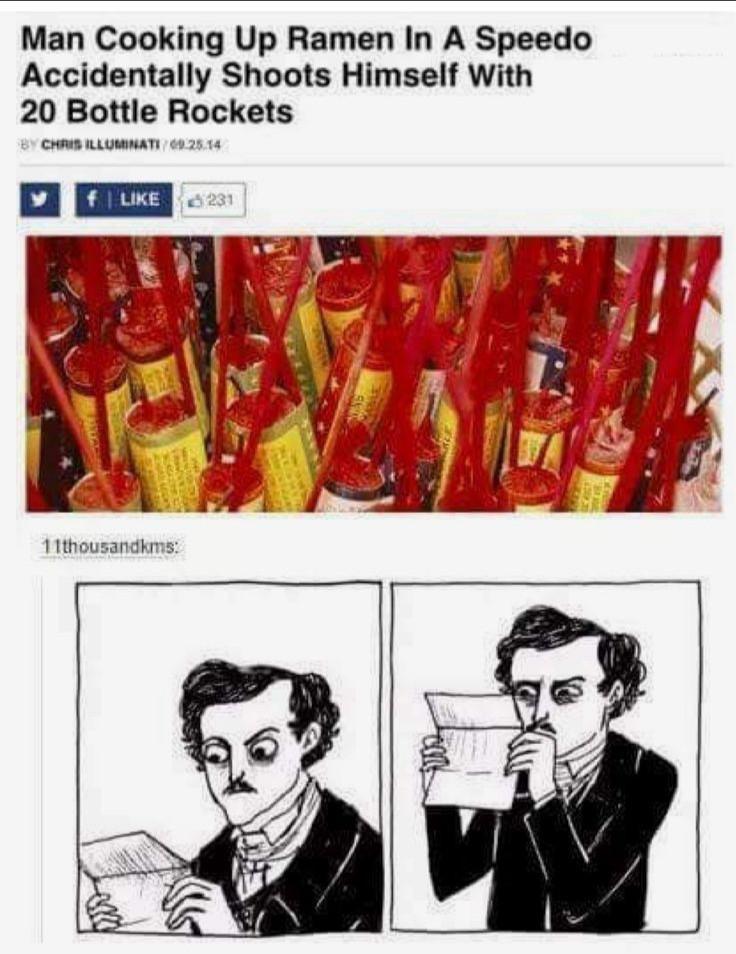 Man Cooking Up Ramen In A Speedo
Accidentally Shoots Himself With
20 Bottle Rockets
BY CHRIS ILLUMINATI / 09.25.14
f | LIKE 231
11thousandkms: